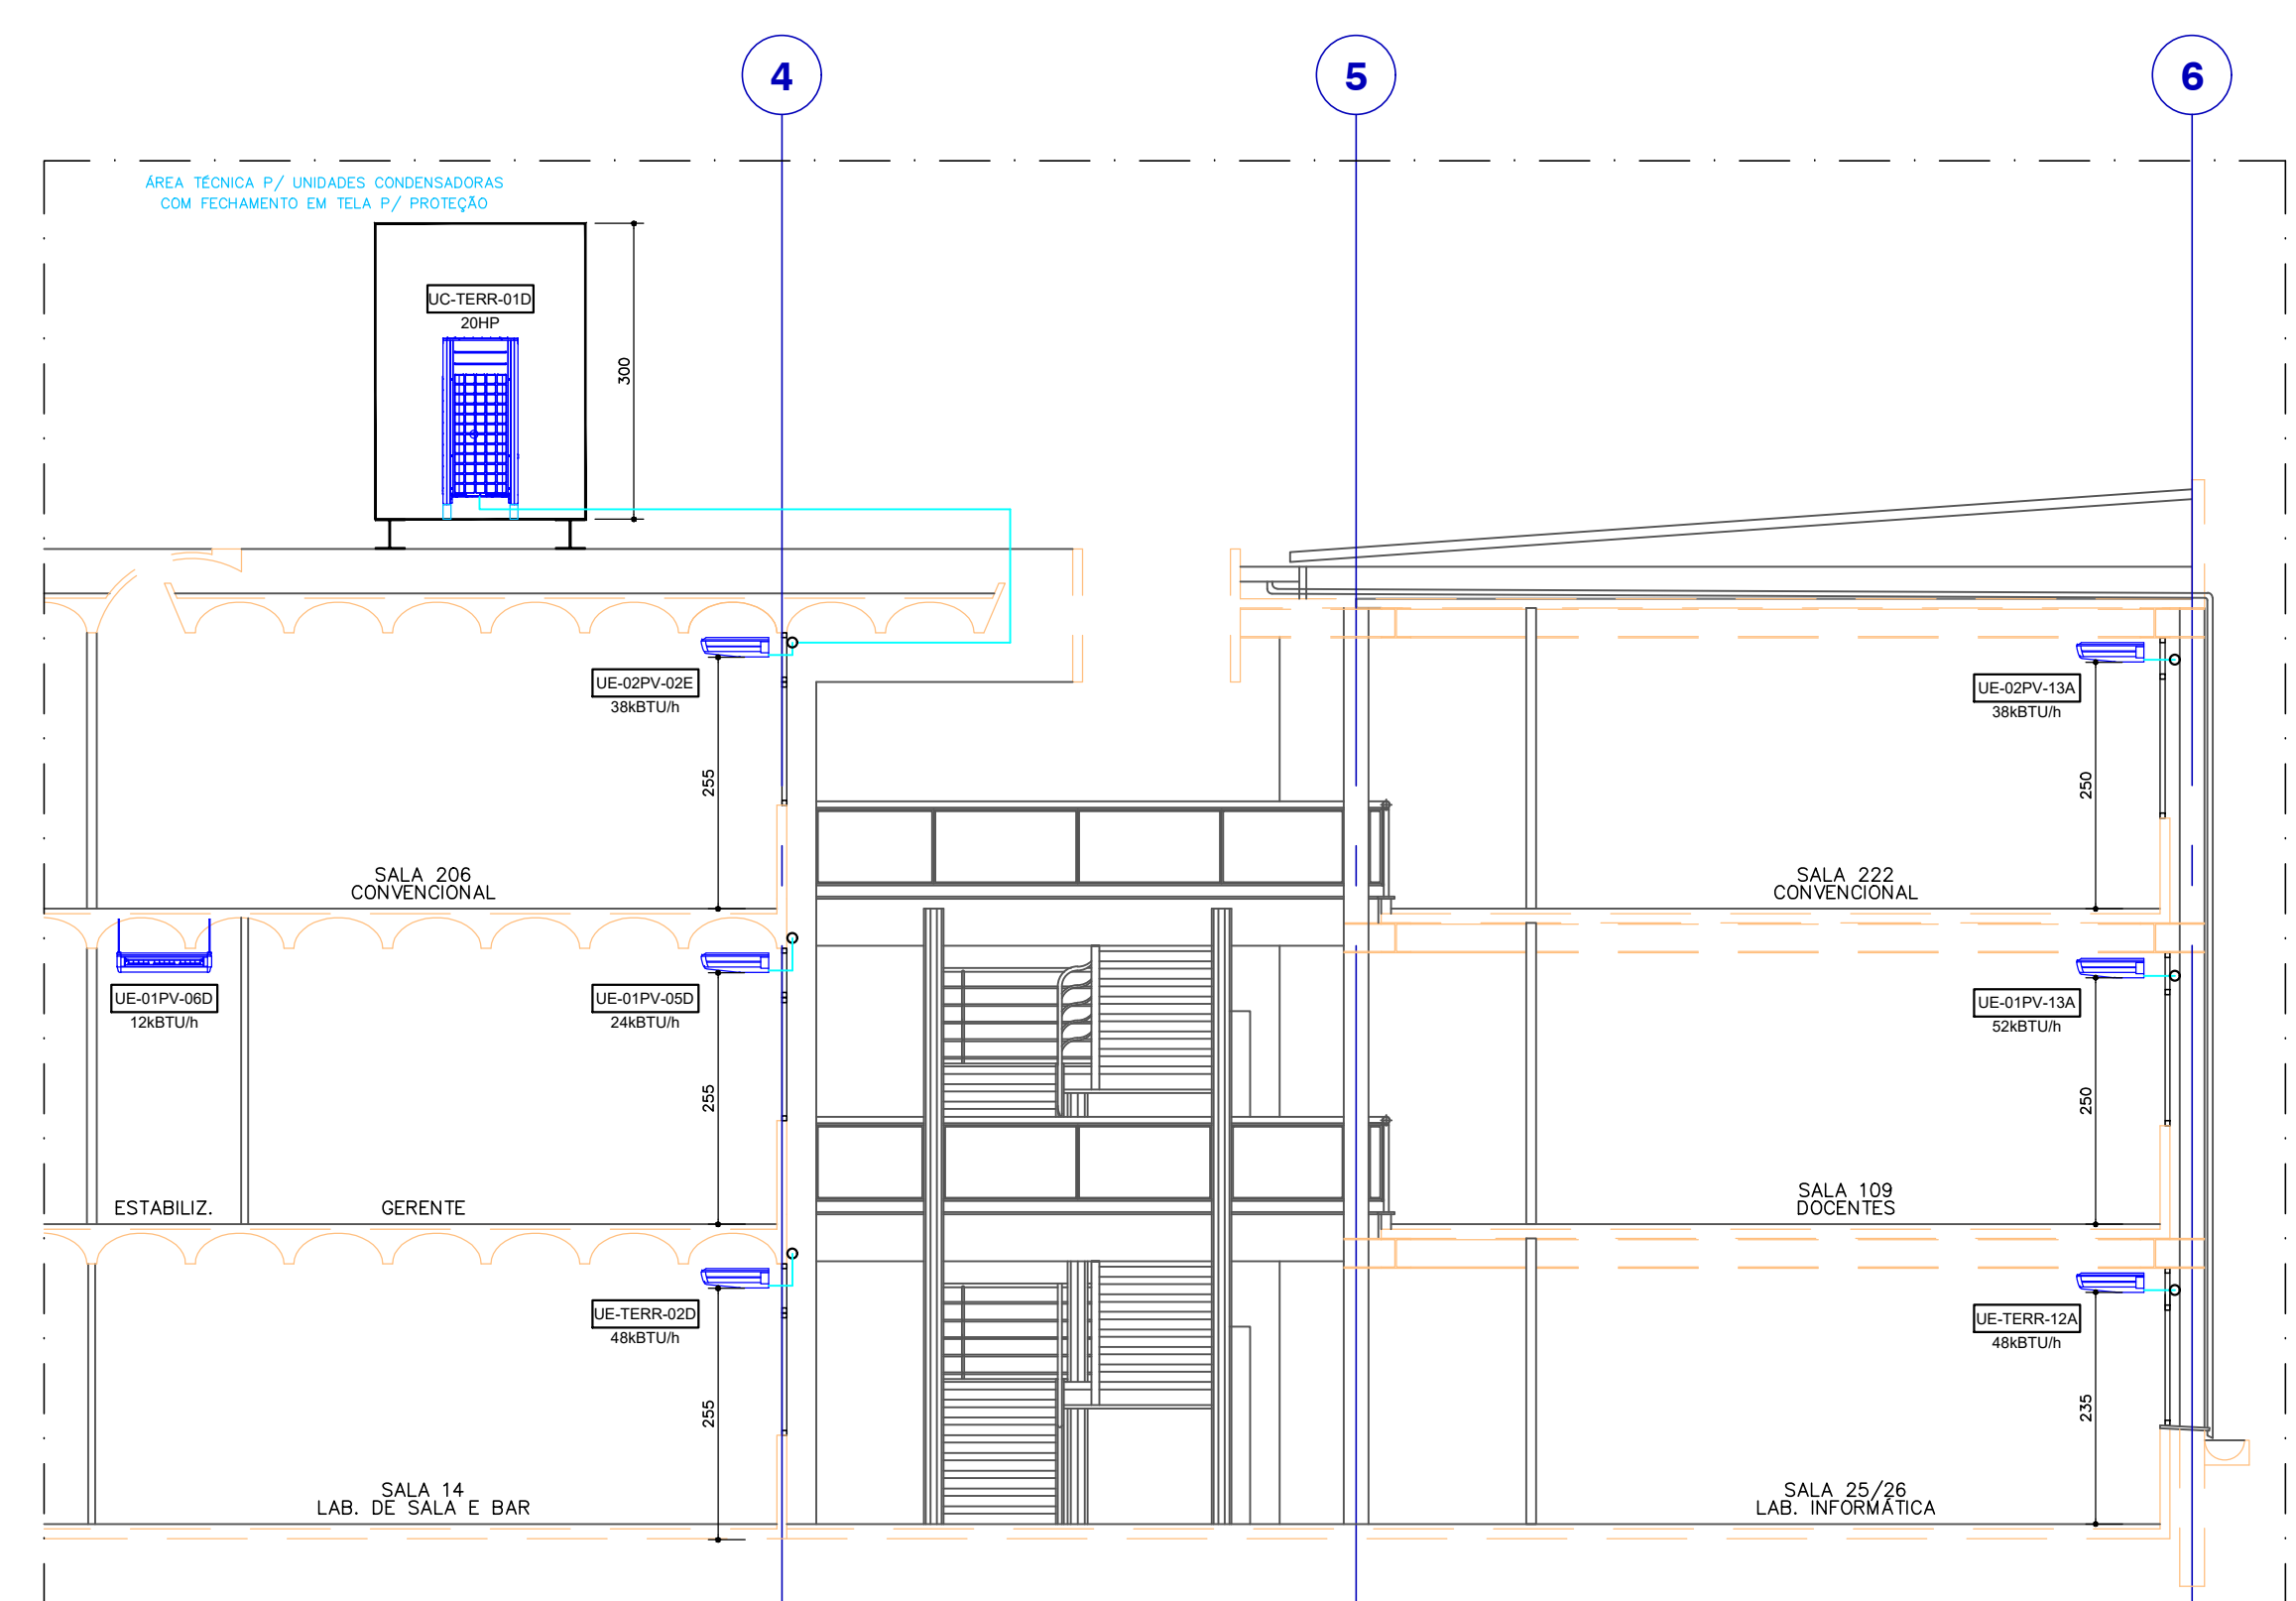 4
5
6
ÁREA TÉCNICA P/ UNIDADES CONDENSADORAS
COM FECHAMENTO EM TELA P/ PROTEÇÃO
UC-TERR-01D
20HP
300
UE-02PV-02E
38kBTU/h
255
SALA 206
CONVENCIONAL
UE-02PV-13A
38kBTU/h
250
SALA 222
CONVENCIONAL
UE-01PV-06D
12kBTU/h
ESTABILIZ.
UE-01PV-05D
24kBTU/h
255
GERENTE
UE-01PV-13A
52kBTU/h
250
SALA 109
DOCENTES
UE-TERR-02D
48kBTU/h
255
SALA 14
LAB. DE SALA E BAR
UE-TERR-12A
48kBTU/h
235
SALA 25/26
LAB. INFORMÁTICA